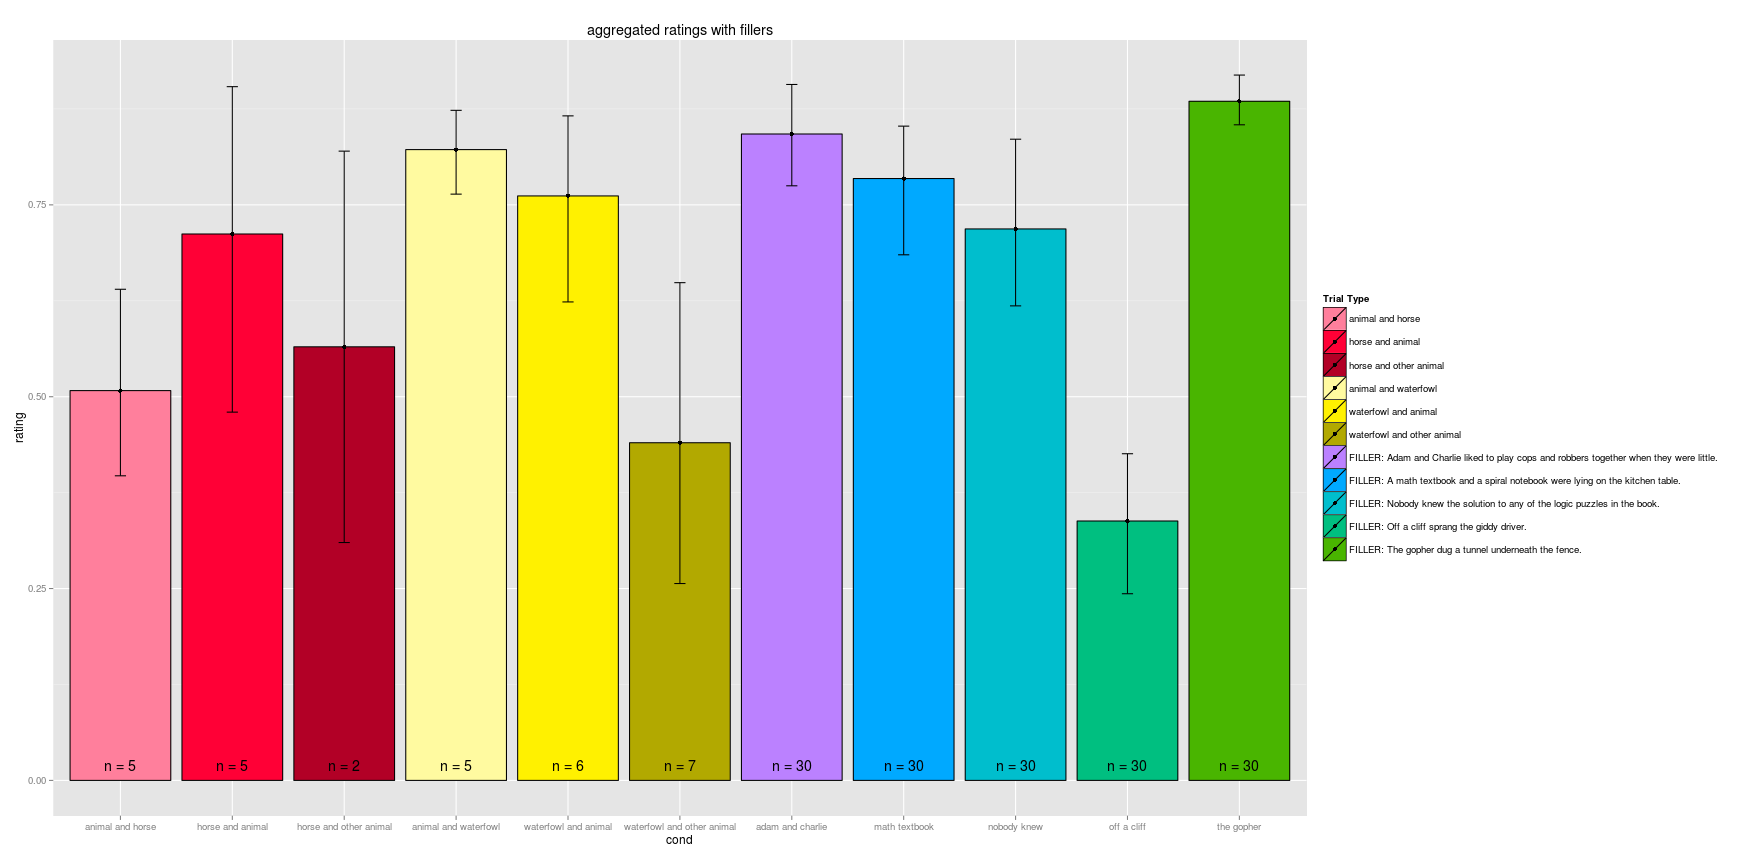 aggregated ratings with fillers
rating
0.75
0.50
0.25
0.00
n = 5
n = 5
n = 2
n = 5
n = 6
n = 7
n = 30
n = 30
n = 30
n = 30
n = 30
animal and horse
horse and animal
horse and other animal
animal and waterfowl
waterfowl and animal
waterfowl and other animal
adam and charlie
math textbook
nobody knew
off a cliff
the gopher
cond
Trial Type
animal and horse
horse and animal
horse and other animal
animal and waterfowl
waterfowl and animal
waterfowl and other animal
FILLER: Adam and Charlie liked to play cops and robbers together when they were little.
FILLER: A math textbook and a spiral notebook were lying on the kitchen table.
FILLER: Nobody knew the solution to any of the logic puzzles in the book.
FILLER: Off a cliff sprang the giddy driver.
FILLER: The gopher dug a tunnel underneath the fence.